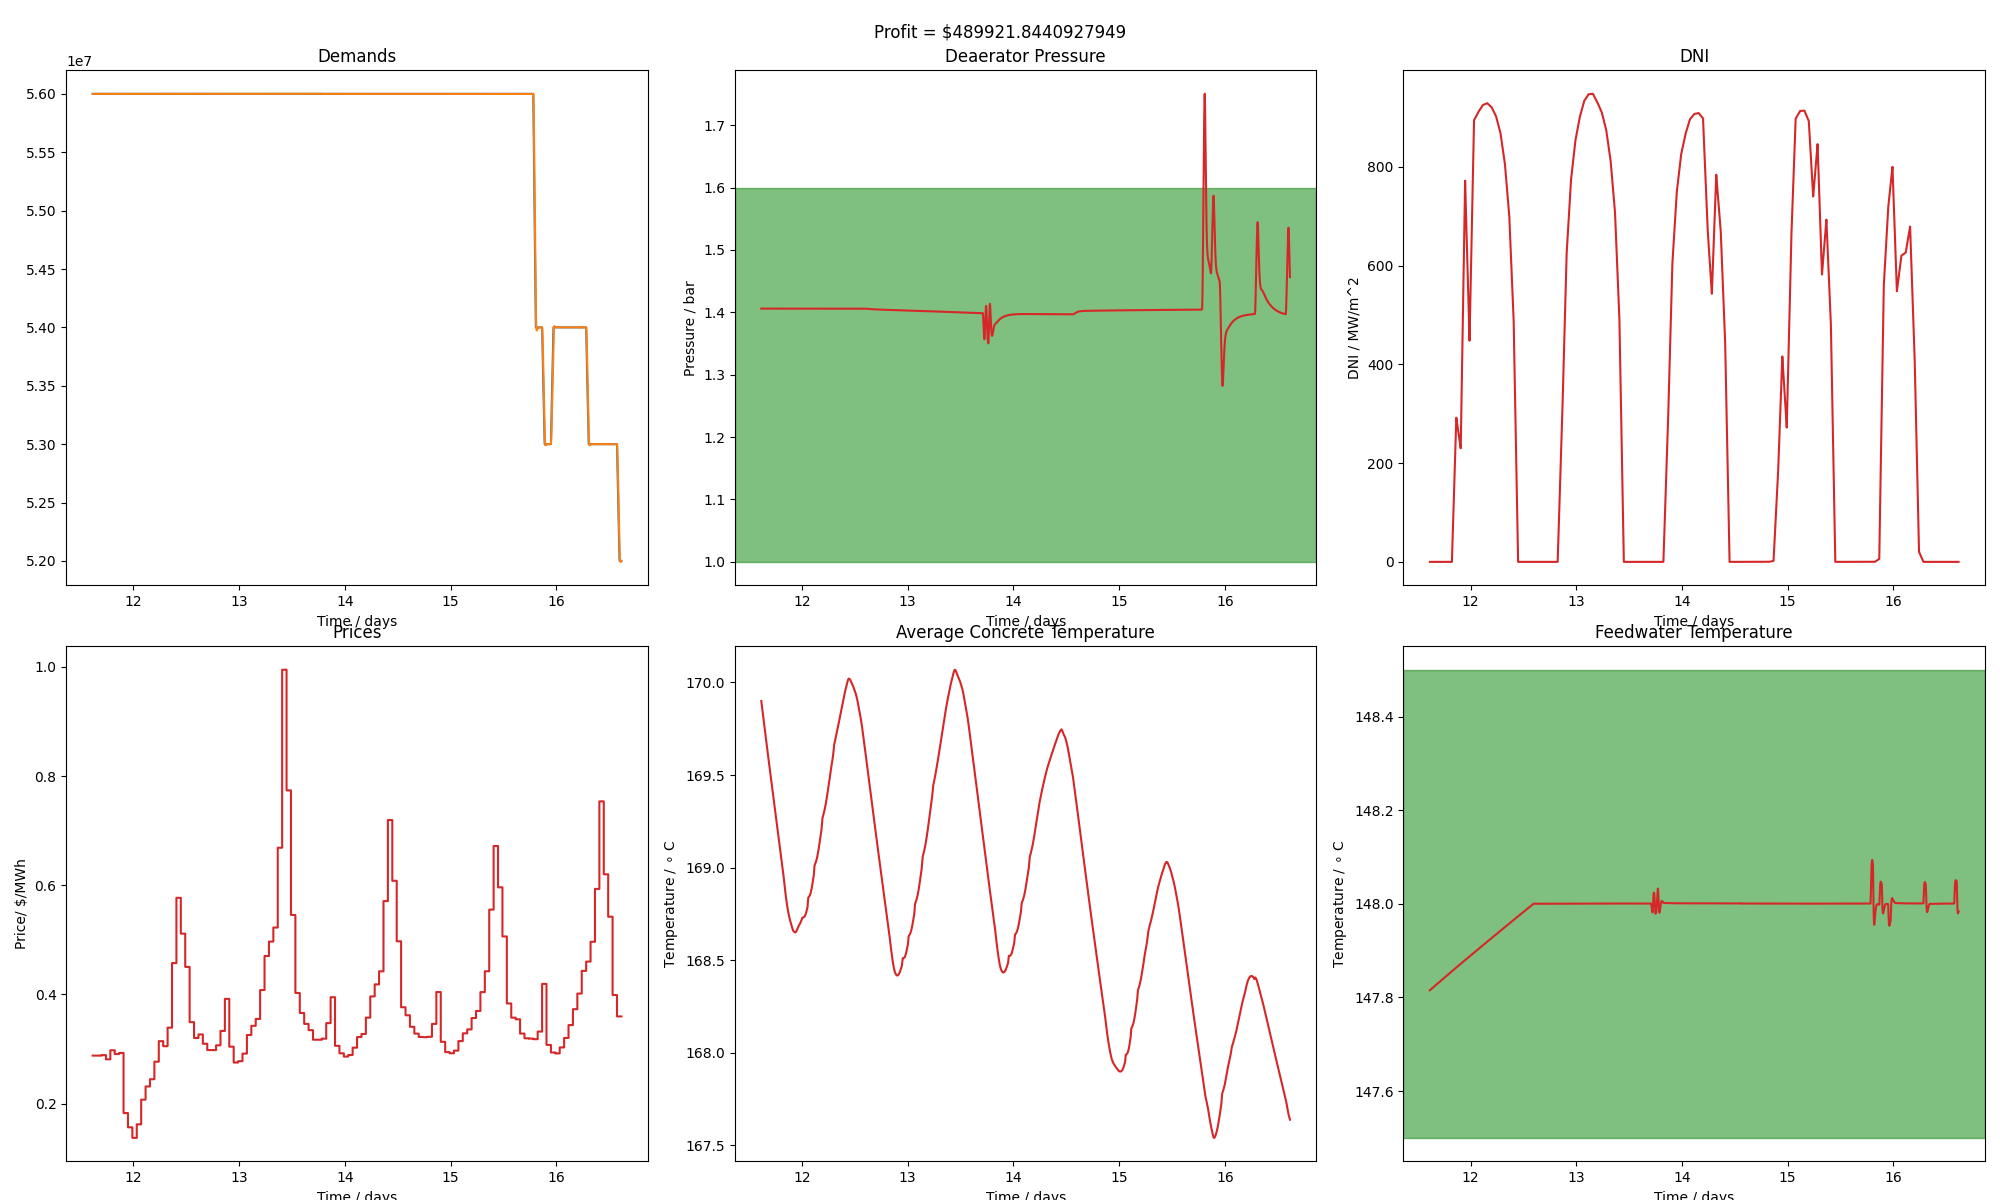 Profit = $489921.8440927949
Demands
1e7
5.60
5.55
5.50
5.45
5.40
5.35
5.30
5.25
5.20
12 13 14 15 16
Time / days
Deaerator Pressure
Pressure / bar
1.7
1.6
1.5
1.4
1.3
1.2
1.1
1.0
12 13 14 15 16
Time / days
DNI
DNI / MW/m^2
800
600
400
200
0
12 13 14 15 16
Time / days
Prices
Price/ $/MWh
1.0
0.8
0.6
0.4
0.2
12 13 14 15 16
Time / days
Average Concrete Temperature
Temperature / ∘ C
170.0
169.5
169.0
168.5
168.0
167.5
12 13 14 15 16
Time / days
Feedwater Temperature
Temperature / ∘ C
148.4
148.2
148.0
147.8
147.6
12 13 14 15 16
Time / days